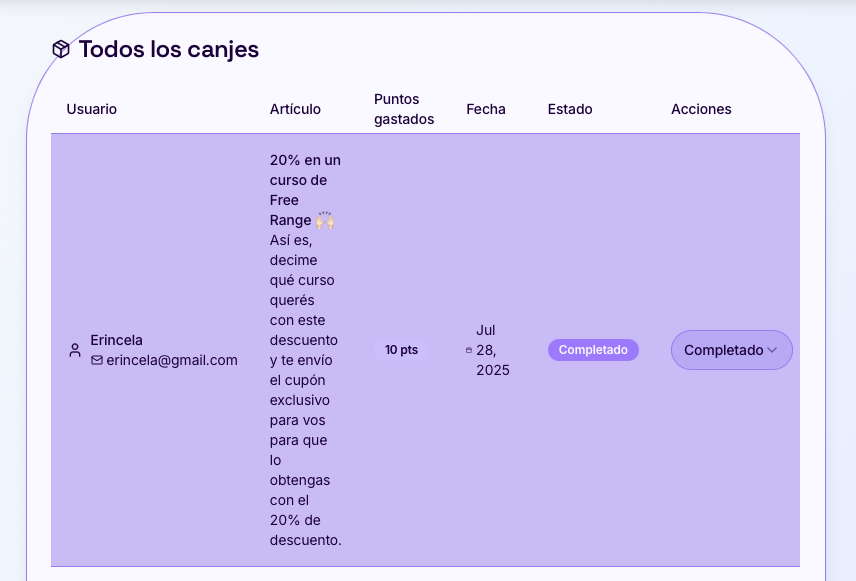 Todos los canjes
Usuario
Artículo
Puntos
gastados
Fecha
Estado
Acciones
Erincela
erincela@gmail.com
20% en un
curso de
Free
Range 🙌🏻
Así es,
decime
qué curso
querés
con este
descuento
y te envío
el cupón
exclusivo
para vos
para que
lo
obtengas
con el
20% de
descuento.
10 pts
Jul
28,
2025
Completado
Completado